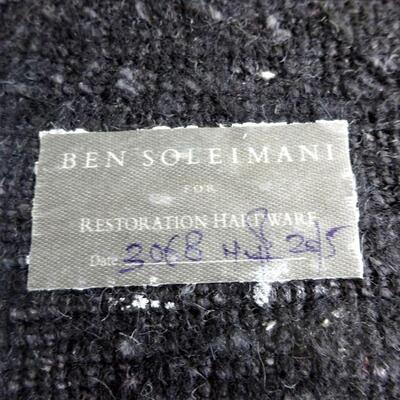 BEN SOLEIMANI
FOR
RESTORATION HARDWARE
Date 3068